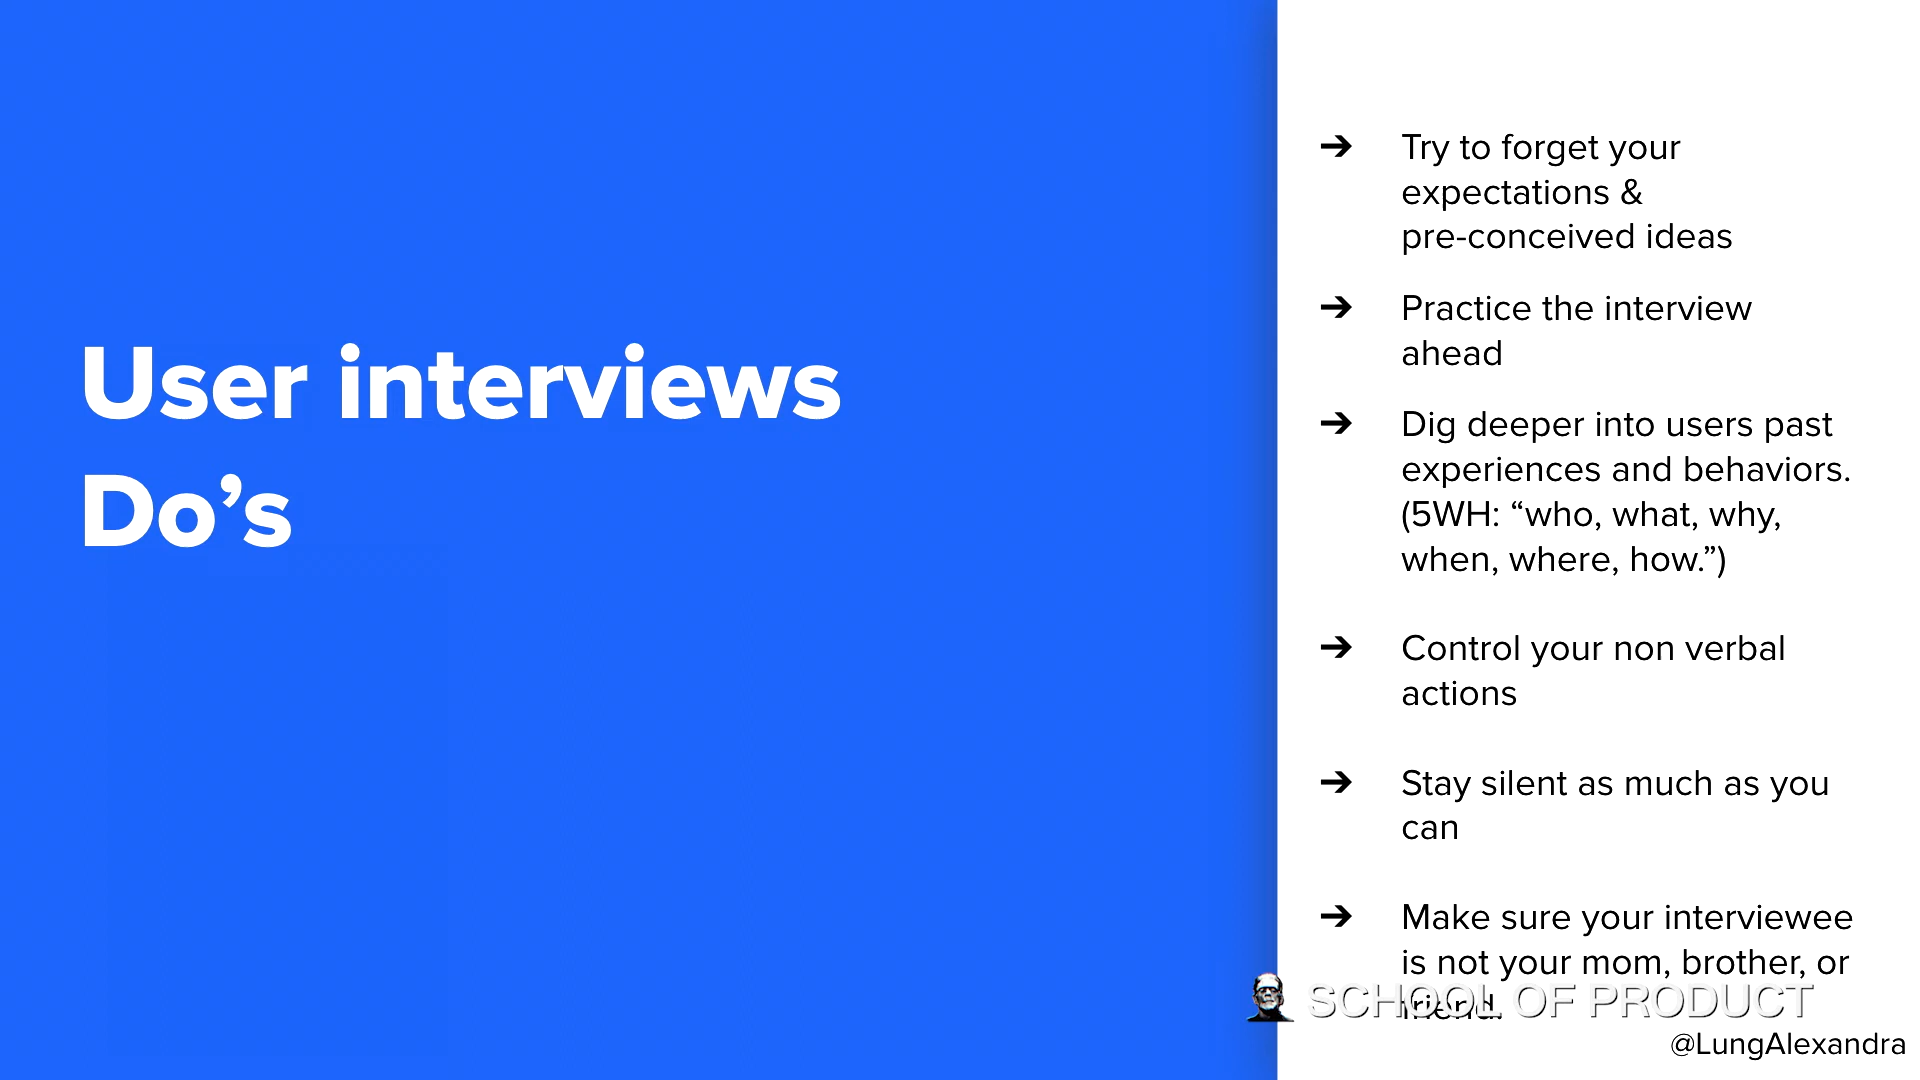 User interviews
Do’s
➔ Try to forget your
expectations &
pre-conceived ideas
➔ Practice the interview
ahead
➔ Dig deeper into users past
experiences and behaviors.
(5WH: “who, what, why,
when, where, how.”)
➔ Control your non verbal
actions
➔ Stay silent as much as you
can
➔ Make sure your interviewee
is not your mom, brother, or
friend.
SCHOOL OF PRODUCT
@LungAlexandra